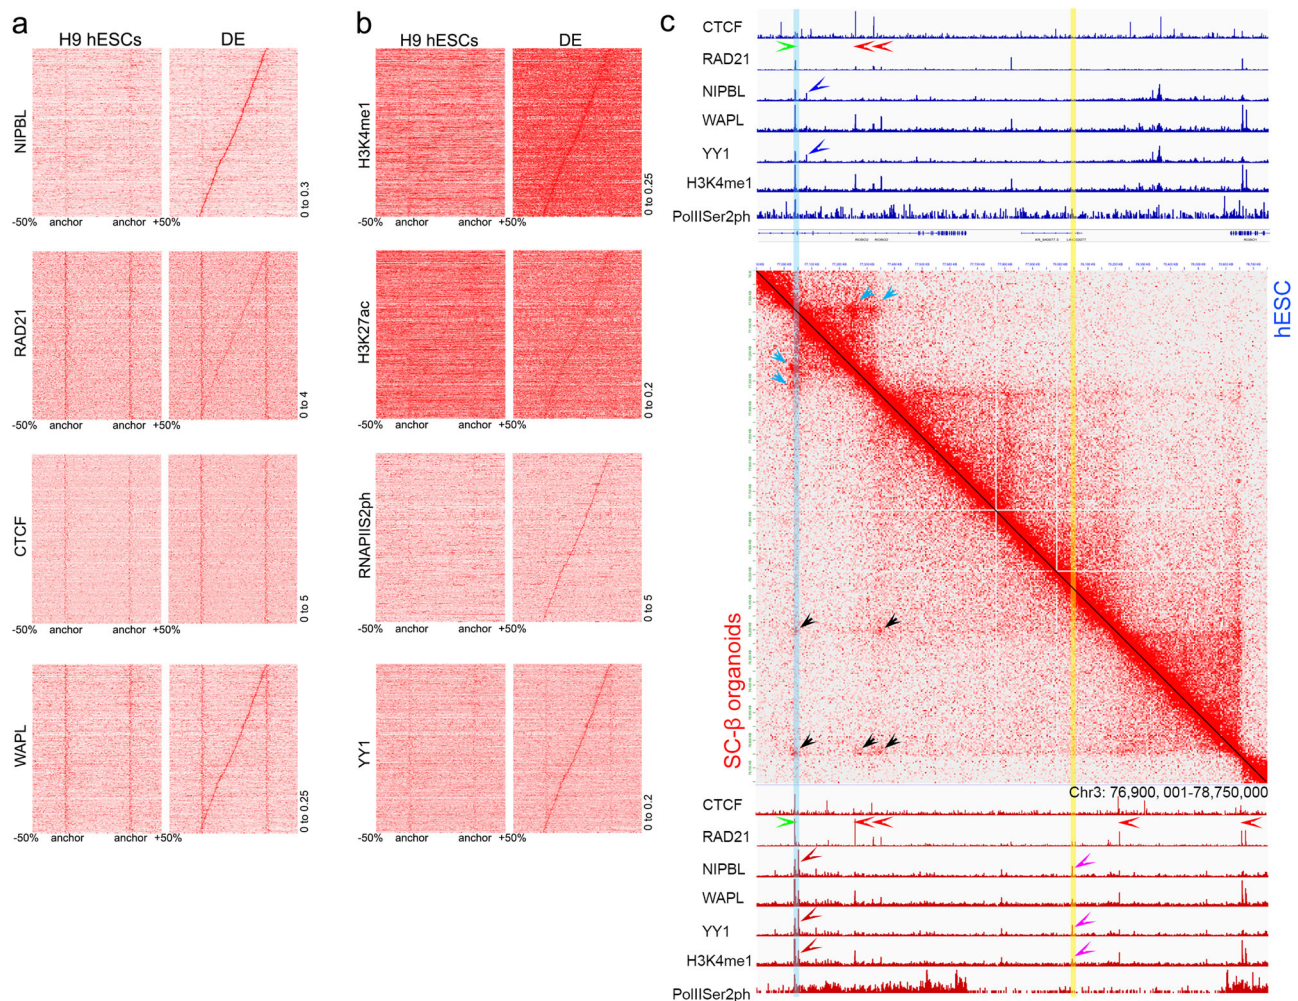 a
H9 hESCs DE
NIPBL
0 to 0.3
-50% anchor anchor +50%
RAD21
0 to 4
-50% anchor anchor +50%
CTCF
0 to 5
-50% anchor anchor +50%
WAPL
0 to 0.25
-50% anchor anchor +50%
b
H9 hESCs DE
H3K4me1
0 to 0.25
-50% anchor anchor +50%
H3K27ac
0 to 0.2
-50% anchor anchor +50%
RNAPIIS2ph
0 to 5
-50% anchor anchor +50%
YY1
0 to 0.2
-50% anchor anchor +50%
c
CTCF
RAD21
NIPBL
WAPL
YY1
H3K4me1
PolIISer2ph
hESC
SC-β organoids
Chr3: 76,900,001-78,750,000
CTCF
RAD21
NIPBL
WAPL
YY1
H3K4me1
PolIISer2ph